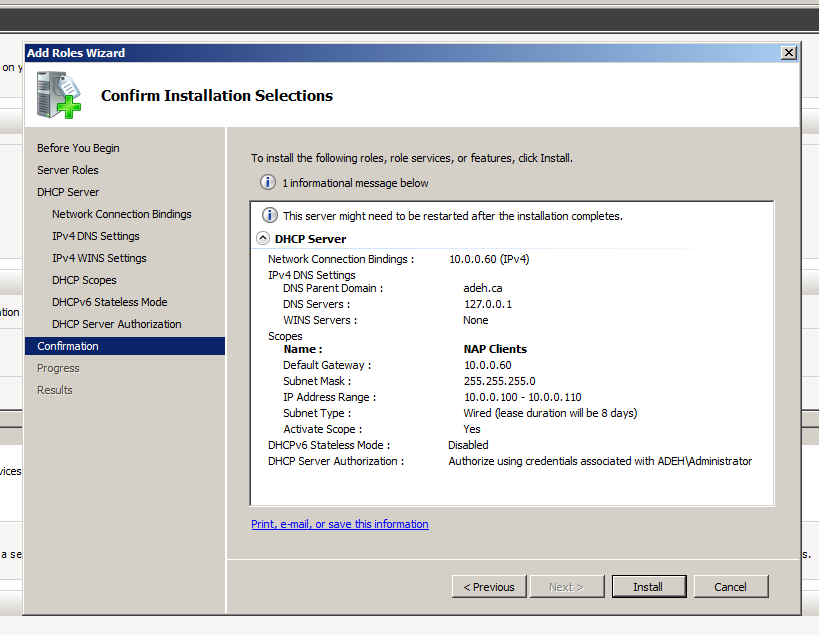 Add Roles Wizard
on y
Confirm Installation Selections
Before You Begin
Server Roles
DHCP Server
Network Connection Bindings
IPv4 DNS Settings
IPv4 WINS Settings
DHCP Scopes
DHCPv6 Stateless Mode
DHCP Server Authorization
Confirmation
Progress
Results
To install the following roles, role services, or features, click Install.
1 informational message below
This server might need to be restarted after the installation completes.
DHCP Server
Network Connection Bindings : 10.0.0.60 (IPv4)
IPv4 DNS Settings
DNS Parent Domain : adeh.ca
DNS Servers : 127.0.0.1
WINS Servers : None
Scopes
Name : NAP Clients
Default Gateway : 10.0.0.60
Subnet Mask : 255.255.255.0
IP Address Range : 10.0.0.100 - 10.0.0.110
Subnet Type : Wired (lease duration will be 8 days)
Activate Scope : Yes
DHCPv6 Stateless Mode : Disabled
DHCP Server Authorization : Authorize using credentials associated with ADEH\Administrator
Print, e-mail, or save this information
< Previous Next > Install Cancel
ation
vices
a se
s.